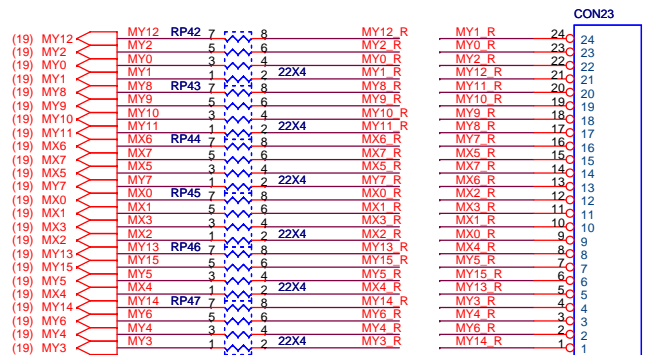 CON23
(19) MY12 MY12 RP42 7 8 MY12_R MY1_R 24 24
(19) MY2 MY2 5 6 MY2_R MY0_R 23 23
(19) MY0 MY0 3 4 MY0_R MY2_R 22 22
(19) MY1 MY1 1 2 22X4 MY1_R MY12_R 21 21
(19) MY8 MY8 RP43 7 8 MY8_R MY11_R 20 20
(19) MY9 MY9 5 6 MY9_R MY10_R 19 19
(19) MY10 MY10 3 4 MY10_R MY9_R 18 18
(19) MY11 MY11 1 2 22X4 MY11_R MY8_R 17 17
(19) MX6 MX6 RP44 7 8 MX6_R MY7_R 16 16
(19) MX7 MX7 5 6 MX7_R MX5_R 15 15
(19) MX5 MX5 3 4 MX5_R MX7_R 14 14
(19) MY7 MY7 1 2 22X4 MY7_R MX6_R 13 13
(19) MX0 MX0 RP45 7 8 MX0_R MX2_R 12 12
(19) MX1 MX1 5 6 MX1_R MX3_R 11 11
(19) MX3 MX3 3 4 MX3_R MX1_R 10 10
(19) MX2 MX2 1 2 22X4 MX2_R MX0_R 9 9
(19) MY13 MY13 RP46 7 8 MY13_R MX4_R 8 8
(19) MY15 MY15 5 6 MY15_R MY5_R 7 7
(19) MY5 MY5 3 4 MY5_R MY15_R 6 6
(19) MX4 MX4 1 2 22X4 MX4_R MY13_R 5 5
(19) MY14 MY14 RP47 7 8 MY14_R MY3_R 4 4
(19) MY6 MY6 5 6 MY6_R MY4_R 3 3
(19) MY4 MY4 3 4 MY4_R MY6_R 2 2
(19) MY3 MY3 1 2 22X4 MY3_R MY14_R 1 1